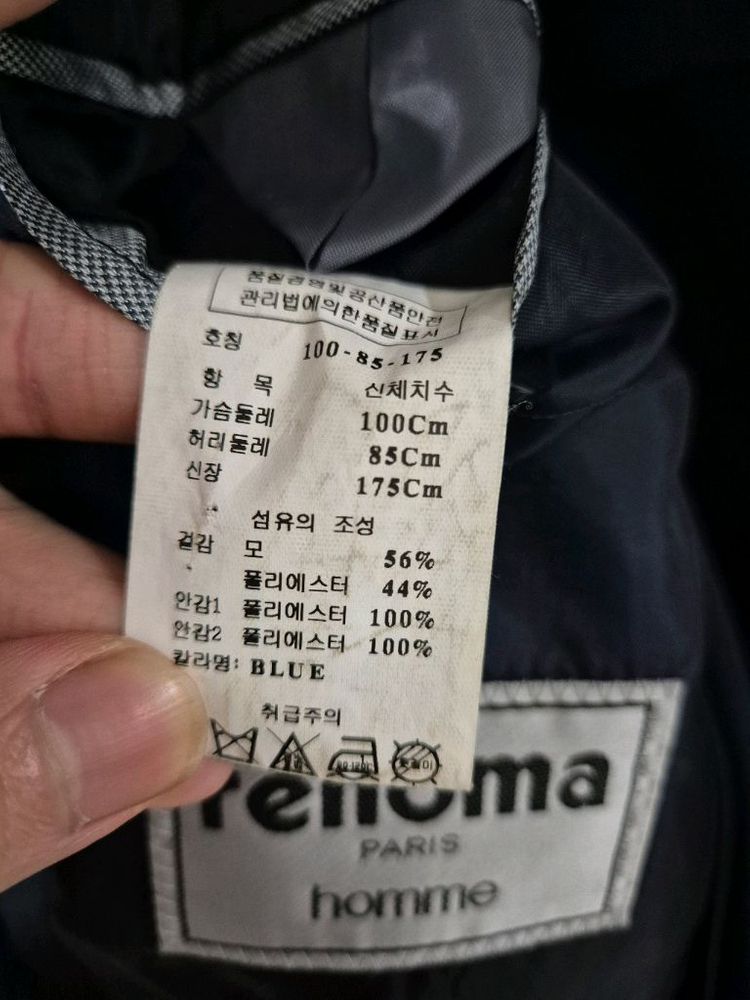 품질경영및공산품안전
관리법에의한품질표시
호칭 100-85-175
항 목 신체치수
가슴둘레 100Cm
허리둘레 85Cm
신장 175Cm
섬유의 조성
겉감 모 56%
폴리에스터 44%
안감1 폴리에스터 100%
안감2 폴리에스터 100%
칼라명: BLUE
취급주의
renoma
PARIS
homme